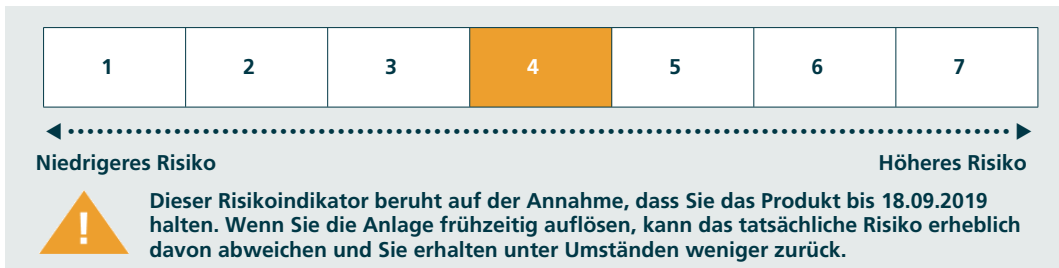 1 2 3 4 5 6 7
Niedrigeres Risiko Höheres Risiko
!
Dieser Risikoindikator beruht auf der Annahme, dass Sie das Produkt bis 18.09.2019
halten. Wenn Sie die Anlage frühzeitig auflösen, kann das tatsächliche Risiko erheblich
davon abweichen und Sie erhalten unter Umständen weniger zurück.